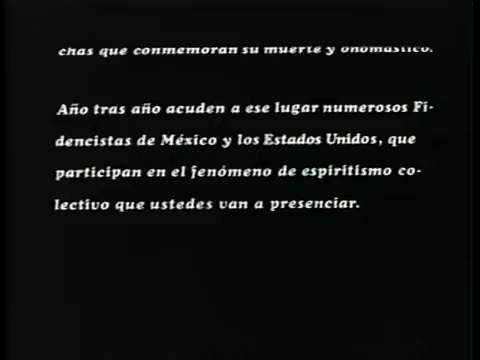 chas que conmemoran su muerte y onomástico.
Año tras año acuden a ese lugar numerosos Fi-
dencistas de México y los Estados Unidos, que
participan en el fenómeno de espiritismo co-
lectivo que ustedes van a presenciar.